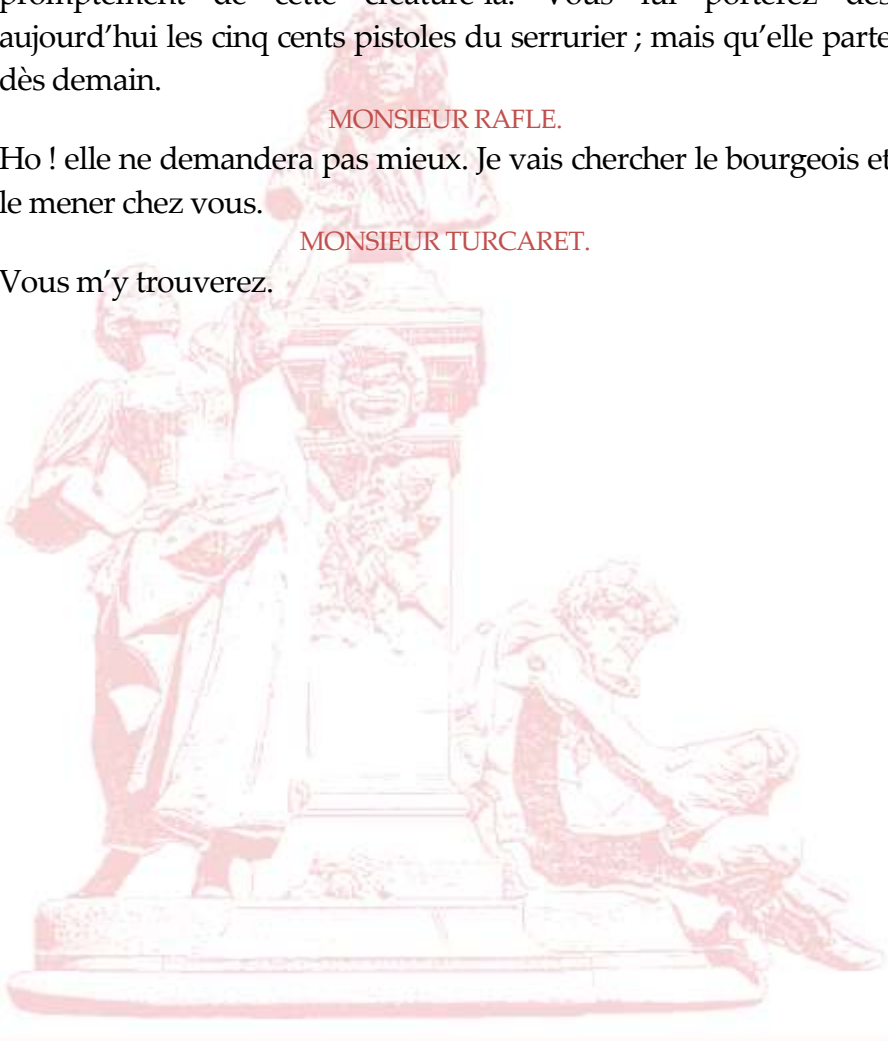 promptement de cette créature-là. Vous lui porterez dès
aujourd’hui les cinq cents pistoles du serrurier ; mais qu’elle parte
dès demain.
MONSIEUR RAFLE.
Ho ! elle ne demandera pas mieux. Je vais chercher le bourgeois et
le mener chez vous.
MONSIEUR TURCARET.
Vous m’y trouverez.